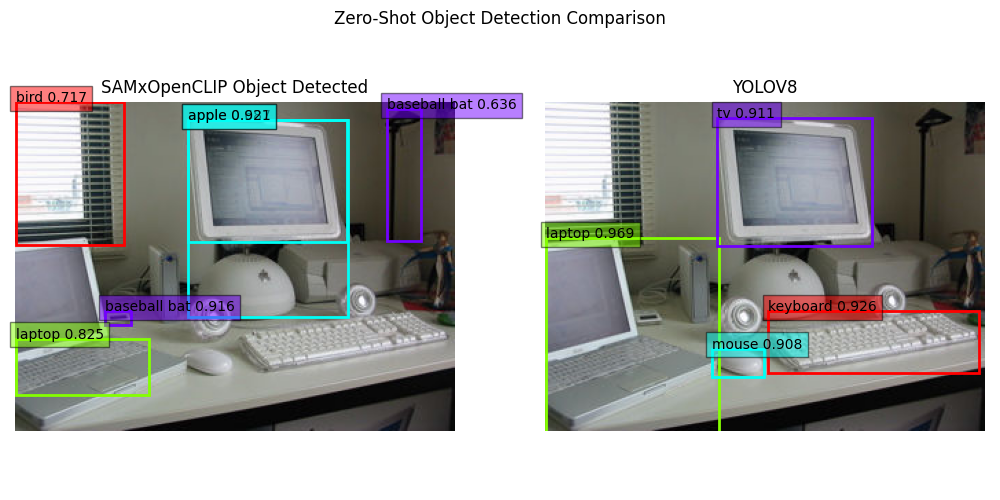 Zero-Shot Object Detection Comparison
SAMxOpenCLIP Object Detected
bird 0.717
apple 0.921
baseball bat 0.636
baseball bat 0.916
laptop 0.825
YOLOV8
tv 0.911
laptop 0.969
keyboard 0.926
mouse 0.908